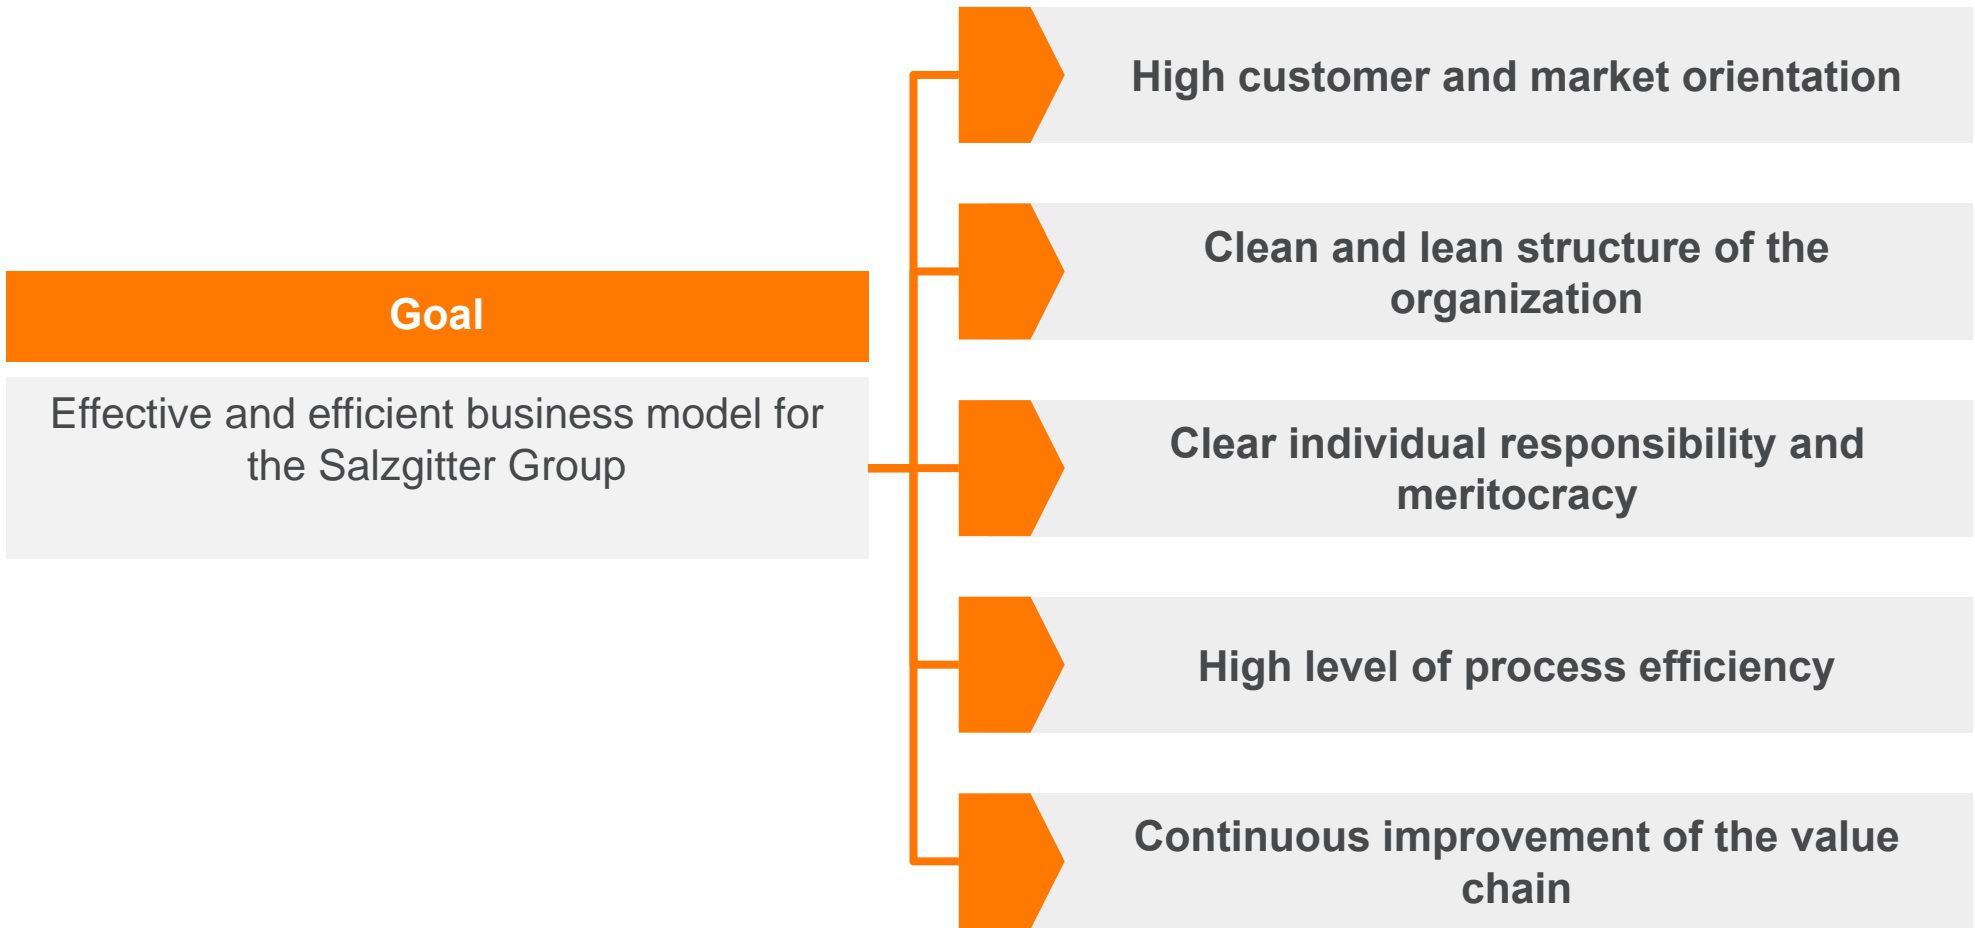 Goal
Effective and efficient business model for
the Salzgitter Group
High customer and market orientation
Clean and lean structure of the
organization
Clear individual responsibility and
meritocracy
High level of process efficiency
Continuous improvement of the value
chain